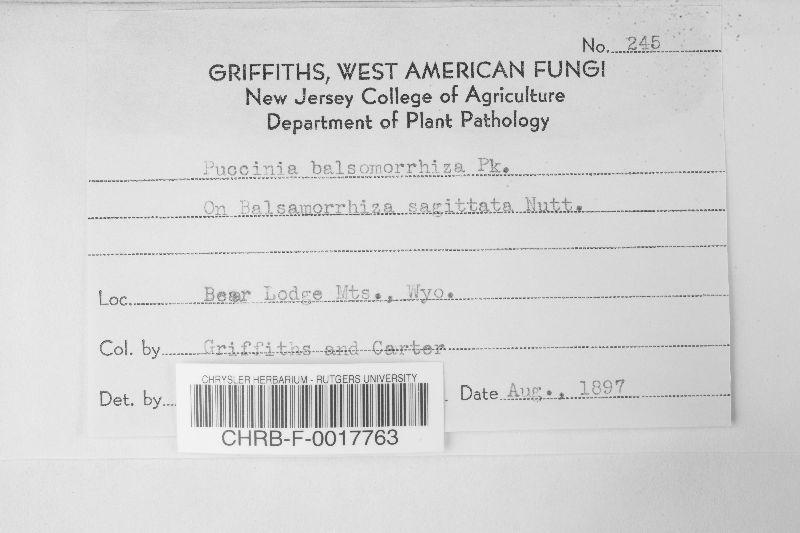 No. 245
GRIFFITHS, WEST AMERICAN FUNGI
New Jersey College of Agriculture
Department of Plant Pathology
Puccinia balsomorrhiza Pk.
On Balsamorrhiza sagittata Nutt.
Loc. Bear Lodge Mts., Wyo.
Col. by Griffiths and Carter
Det. by Date Aug., 1897
CHRYSLER HERBARIUM - RUTGERS UNIVERSITY
CHRB-F-0017763